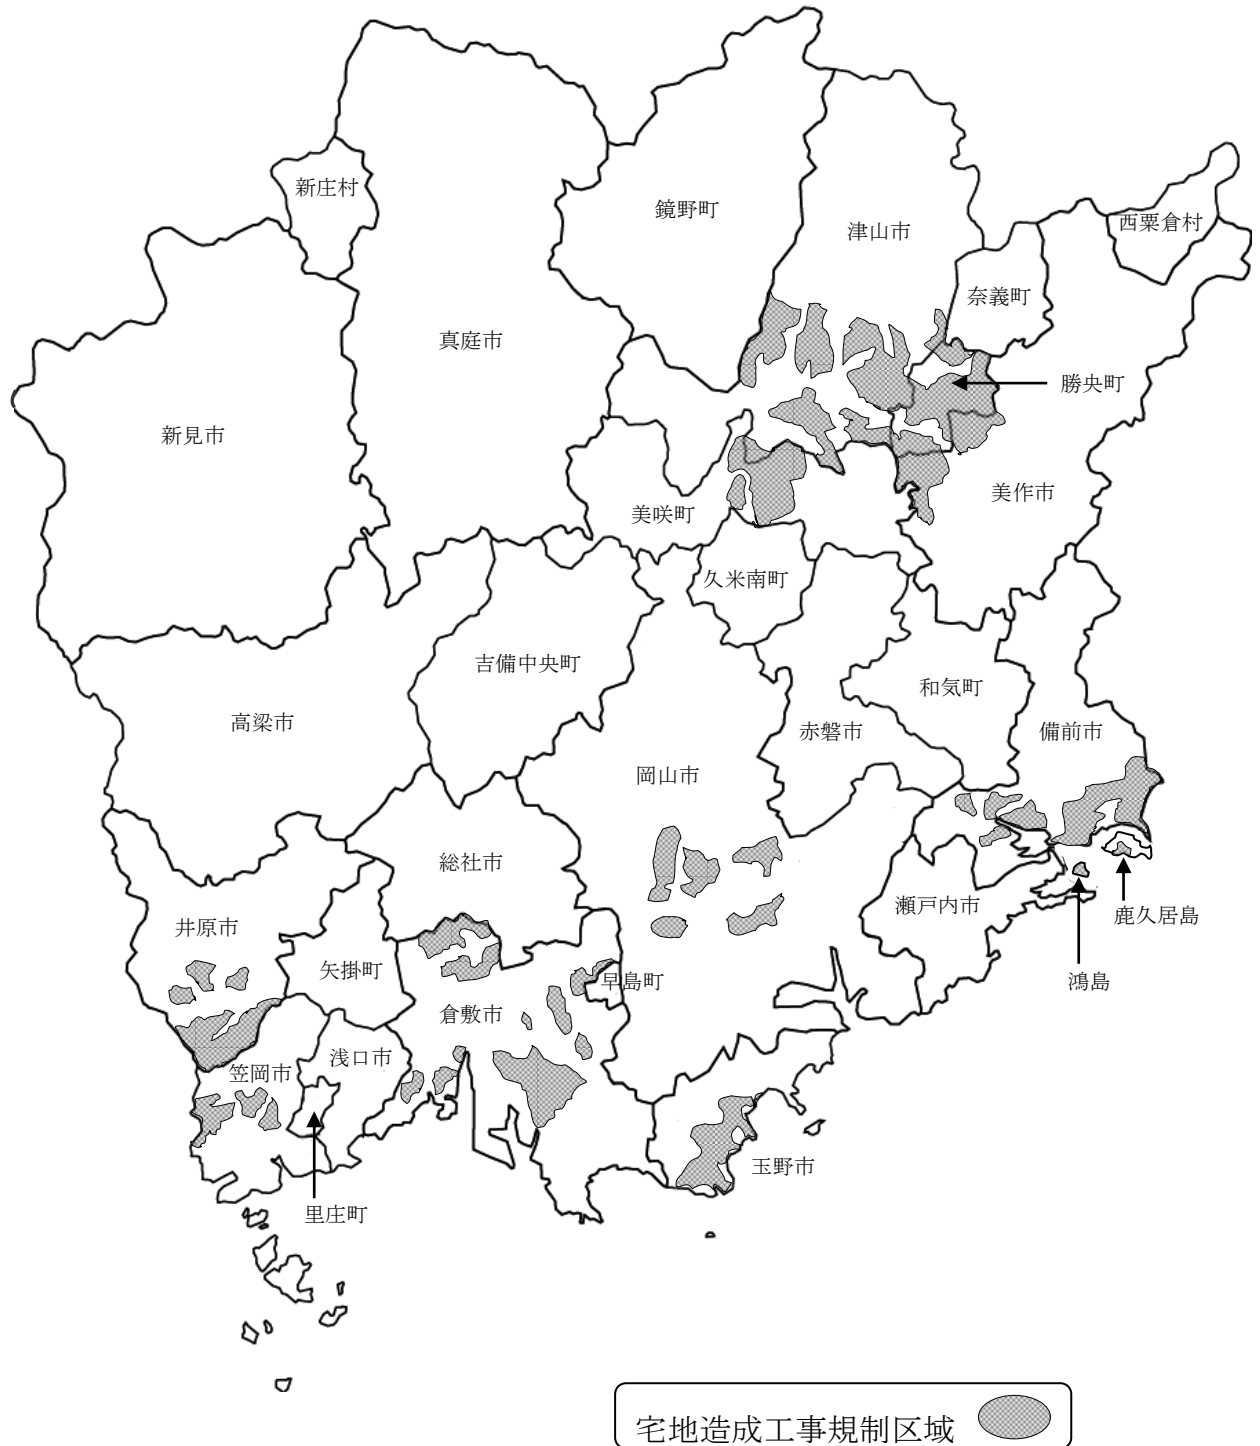 新庄村
鏡野町
津山市
西粟倉村
奈義町
真庭市
勝央町
新見市
美作市
美咲町
久米南町
吉備中央町
和気町
高梁市
赤磐市
備前市
岡山市
総社市
瀬戸内市
鹿久居島
井原市
矢掛町
早島町
鴻島
倉敷市
浅口市
笠岡市
玉野市
里庄町
宅地造成工事規制区域